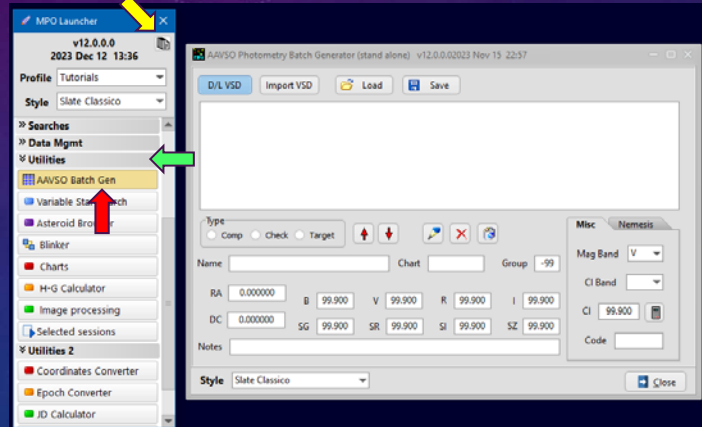 MPO Launcher
v12.0.0.0
2023 Dec 12 13:36
Profile Tutorials
Style Slate Classico
Searches
Data Mgmt
Utilities
AAVSO Batch Gen
Variable Star
Asteroid
Blinker
Charts
H-G Calculator
Image processing
Selected sessions
Utilities 2
Coordinates Converter
Epoch Converter
JD Calculator
AAVSO Photometry Batch Generator (stand alone) v12.0.0.02023 Nov 15 22:57
D/L VSD Import VSD Load Save
Type
Comp Check Target
Name Chart Group -99
RA 0.000000 B 99.900 V 99.900 R 99.900 I 99.900
DC 0.000000 SG 99.900 SR 99.900 SI 99.900 SZ 99.900
Notes
Misc Nemesis
Mag Band V
CI Band
CI 99.900
Code
Style Slate Classico Close